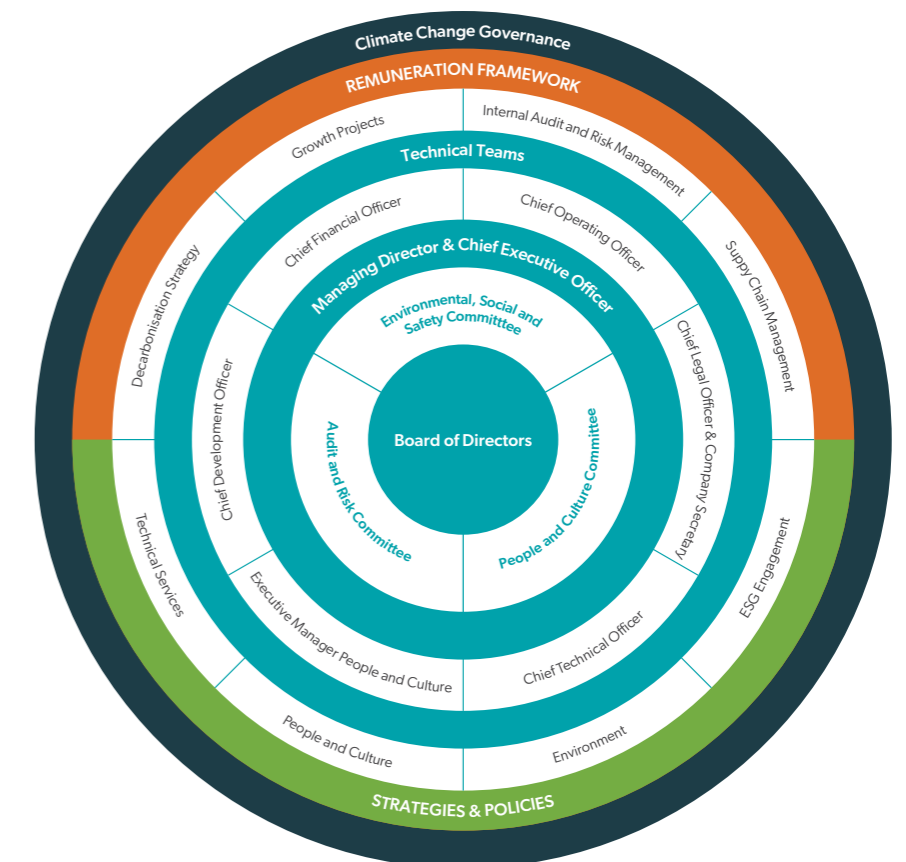 Climate Change Governance
REMUNERATION FRAMEWORK
Growth Projects
Internal Audit and Risk Management
Decarbonisation Strategy
Suppy Chain Management
Technical Teams
Chief Financial Officer
Chief Operating Officer
Managing Director & Chief Executive Officer
Environmental, Social and
Safety Committtee
Chief Development Officer
Chief Legal Officer & Company Secretary
Board of Directors
Audit and Risk Committee
People and Culture Committee
Technical Services
ESG Engagement
Executive Manager People and Culture
Chief Technical Officer
People and Culture
Environment
STRATEGIES & POLICIES